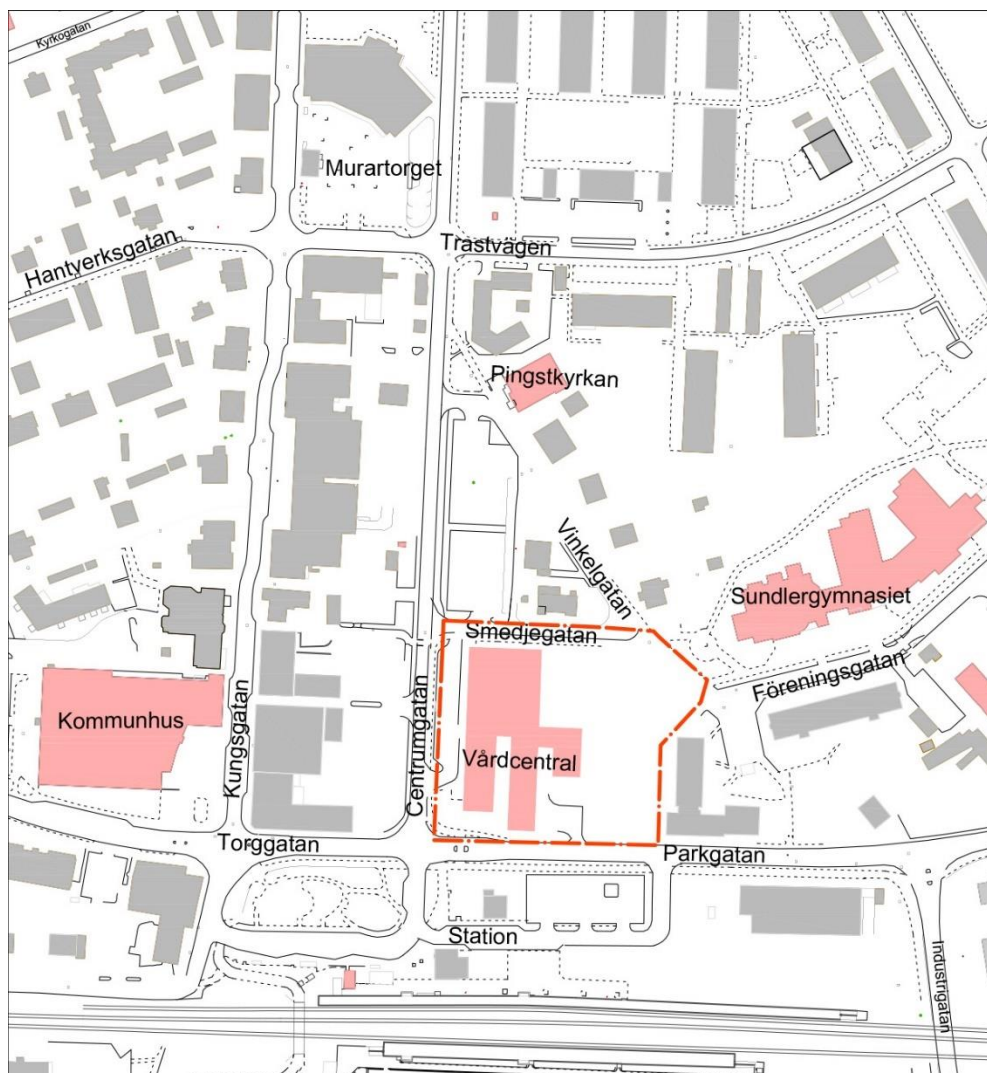 Kyrkogatan
Murartorget
Hantverksgatan
Trastvägen
Pingstkyrkan
Vinkelgatan
Sundlergymnasiet
Smedjegatan
Föreningsgatan
Kommunhus
Kungsgatan
Centrumgatan
Vårdcentral
Torggatan
Parkgatan
Station
Industrigatan